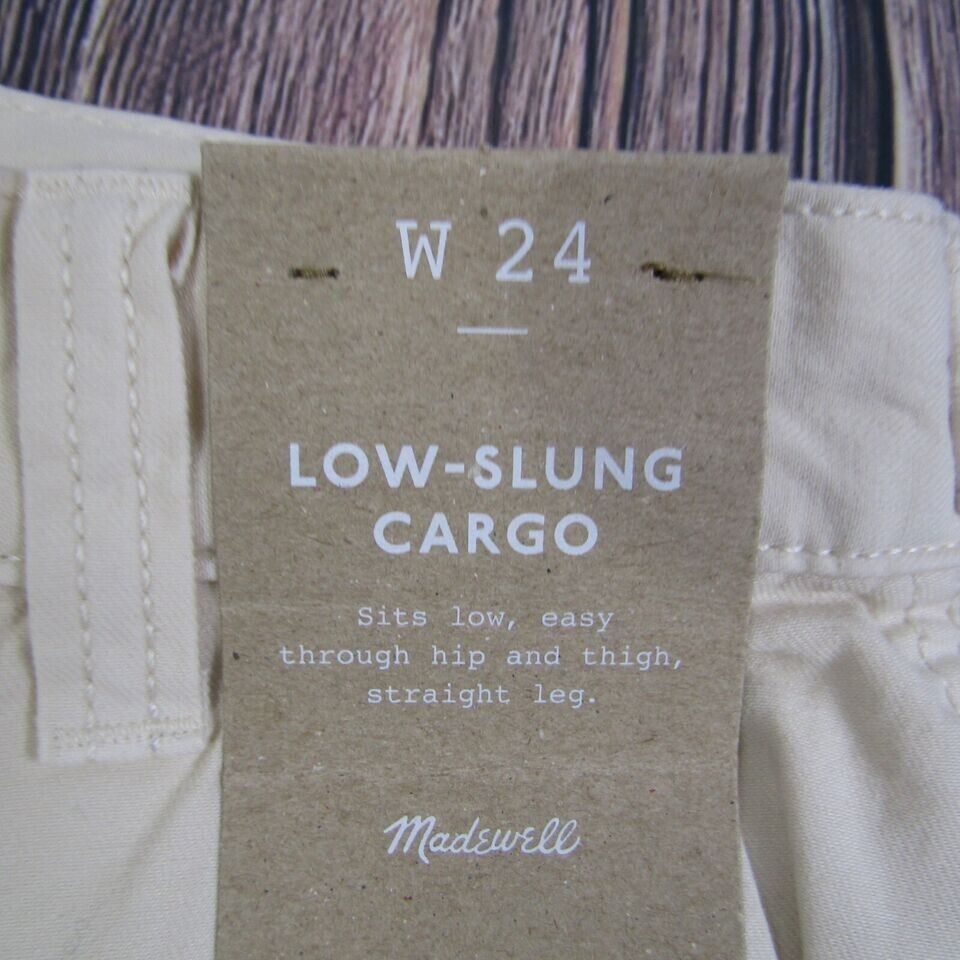 W 24
LOW-SLUNG
CARGO
Sits low, easy
through hip and thigh,
straight leg.
Madewell